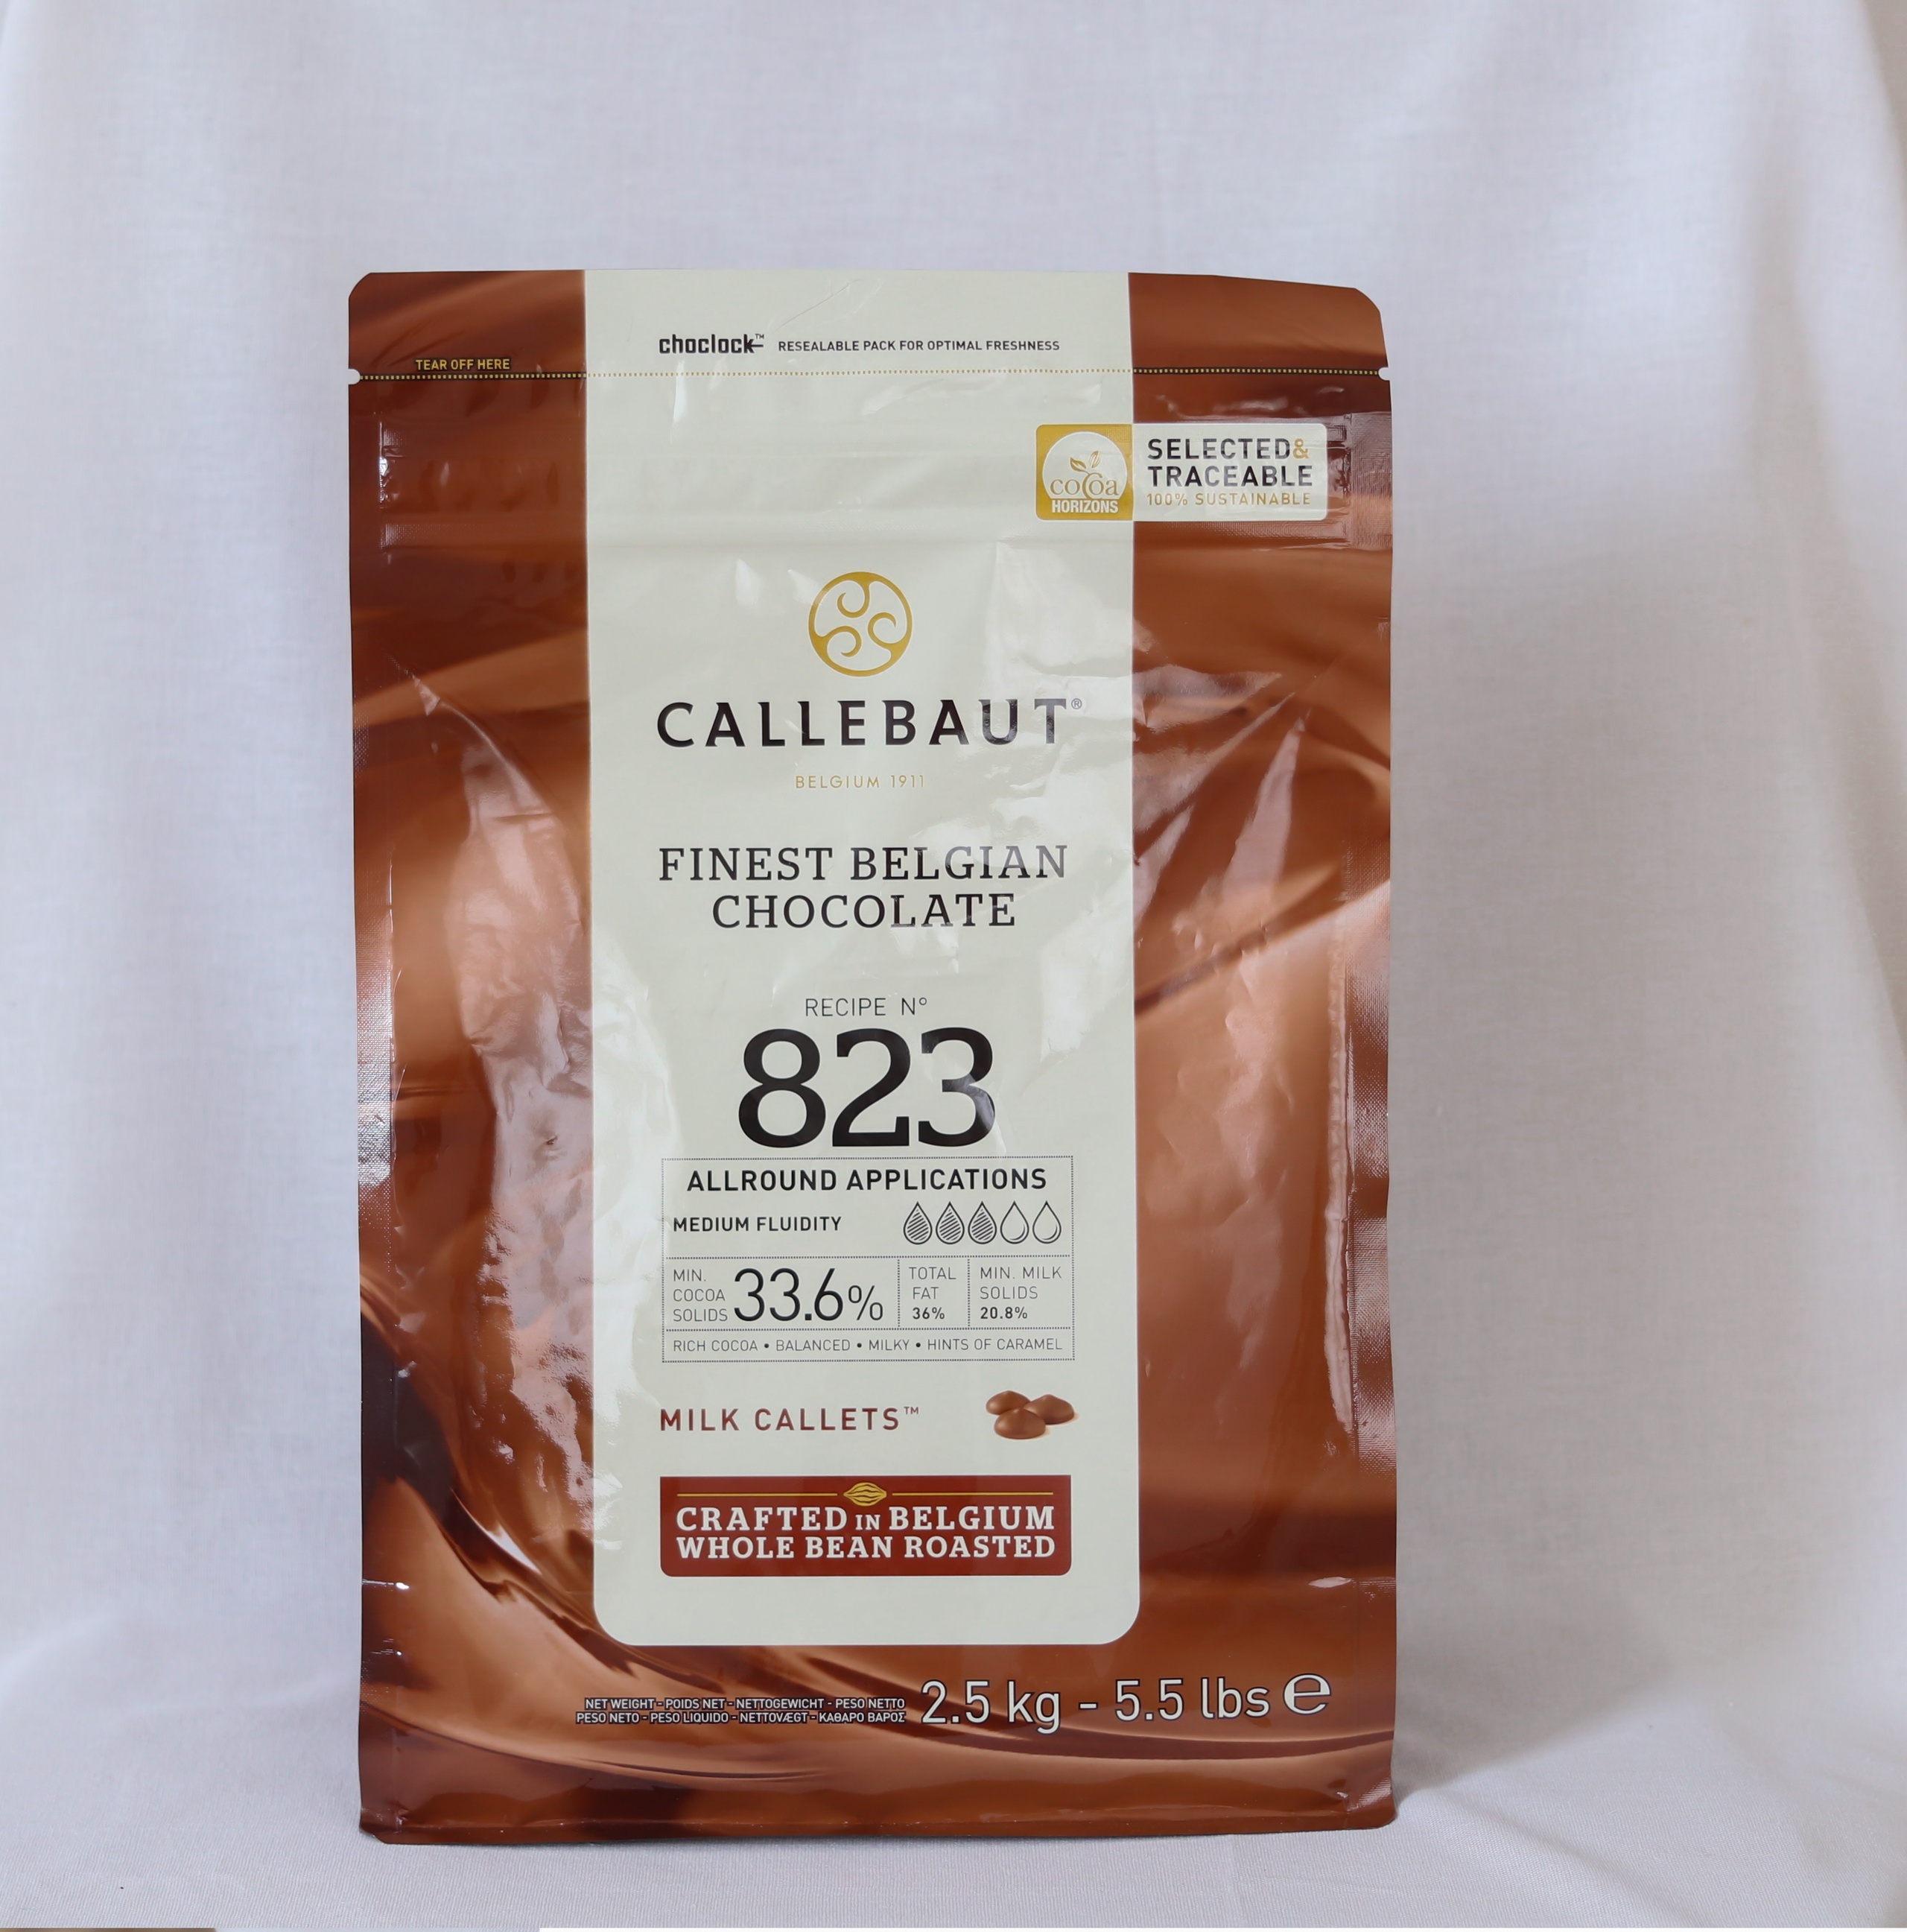 choclock™ RESEALABLE PACK FOR OPTIMAL FRESHNESS
TEAR OFF HERE
cocoa
HORIZONS
SELECTED&
TRACEABLE
100% SUSTAINABLE
CALLEBAUT®
BELGIUM 1911
FINEST BELGIAN
CHOCOLATE
RECIPE N°
823
ALLROUND APPLICATIONS
MEDIUM FLUIDITY
MIN.
COCOA
SOLIDS
33.6%
TOTAL
FAT
36%
MIN. MILK
SOLIDS
20.8%
RICH COCOA • BALANCED • MILKY • HINTS OF CARAMEL
MILK CALLETS™
CRAFTED IN BELGIUM
WHOLE BEAN ROASTED
NET WEIGHT - POIDS NET - NETTOGEWICHT - PESO NETTO
PESO NETO - PESO LIQUIDO - NETTOVÆGT - ΚΑΘΑΡΟ ΒΑΡΟΣ
2.5 kg - 5.5 lbs ℮